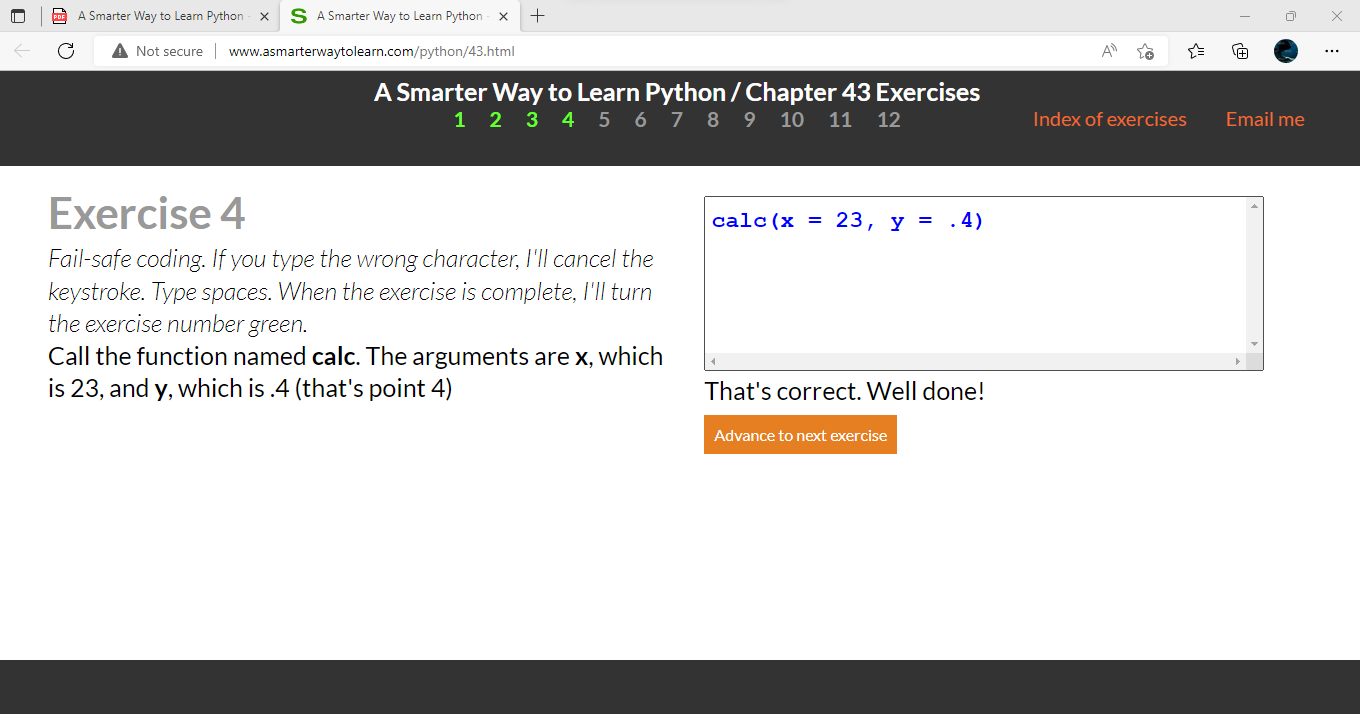 A Smarter Way to Learn Python -
A Smarter Way to Learn Python -
Not secure www.asmarterwaytolearn.com/python/43.html
A Smarter Way to Learn Python / Chapter 43 Exercises
1 2 3 4 5 6 7 8 9 10 11 12
Index of exercises Email me
Exercise 4
Fail-safe coding. If you type the wrong character, I'll cancel the
keystroke. Type spaces. When the exercise is complete, I'll turn
the exercise number green.
Call the function named calc. The arguments are x, which
is 23, and y, which is .4 (that's point 4)
calc(x = 23, y = .4)
That's correct. Well done!
Advance to next exercise